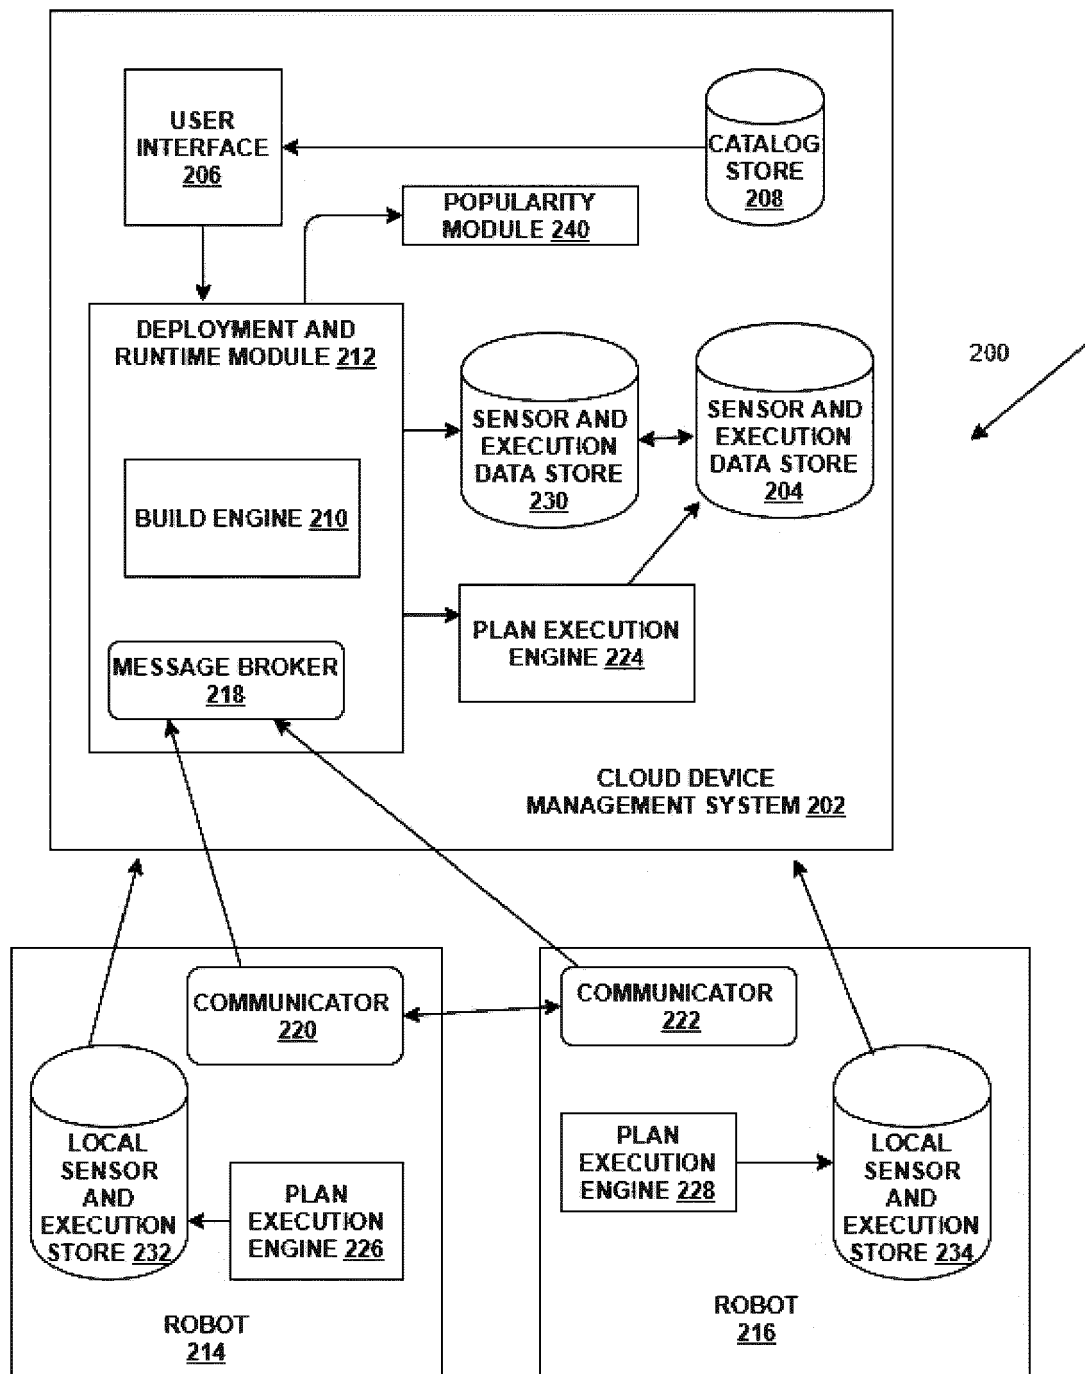 USER
INTERFACE
206
CATALOG
STORE
208
POPULARITY
MODULE 240
DEPLOYMENT AND
RUNTIME MODULE 212
200
SENSOR AND
EXECUTION
DATA STORE
230
SENSOR AND
EXECUTION
DATA STORE
204
BUILD ENGINE 210
PLAN EXECUTION
ENGINE 224
MESSAGE BROKER
218
CLOUD DEVICE
MANAGEMENT SYSTEM 202
COMMUNICATOR
220
COMMUNICATOR
222
LOCAL
SENSOR
AND
EXECUTION
STORE 232
PLAN
EXECUTION
ENGINE 226
ROBOT
214
PLAN
EXECUTION
ENGINE 228
LOCAL
SENSOR
AND
EXECUTION
STORE 234
ROBOT
216